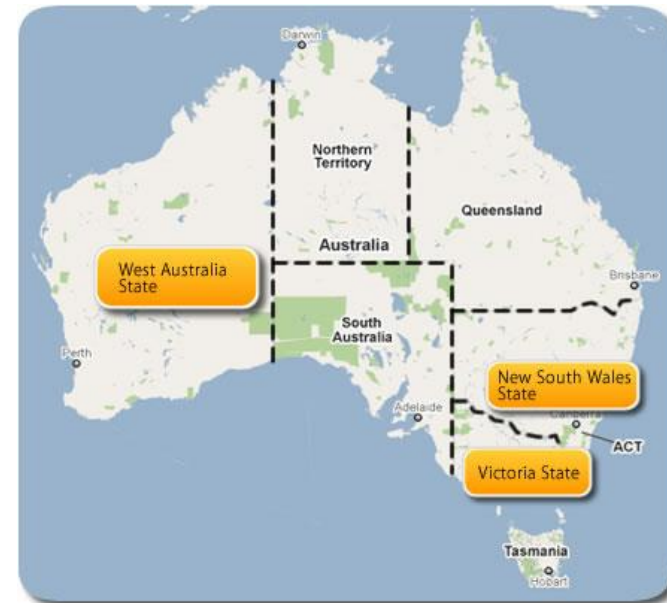 Darwin
Northern
Territory
Queensland
Australia
West Australia
State
Brisbane
South
Australia
Perth
New South Wales
State
Adelaide
Canberra
ACT
Victoria State
Tasmania
Hobart